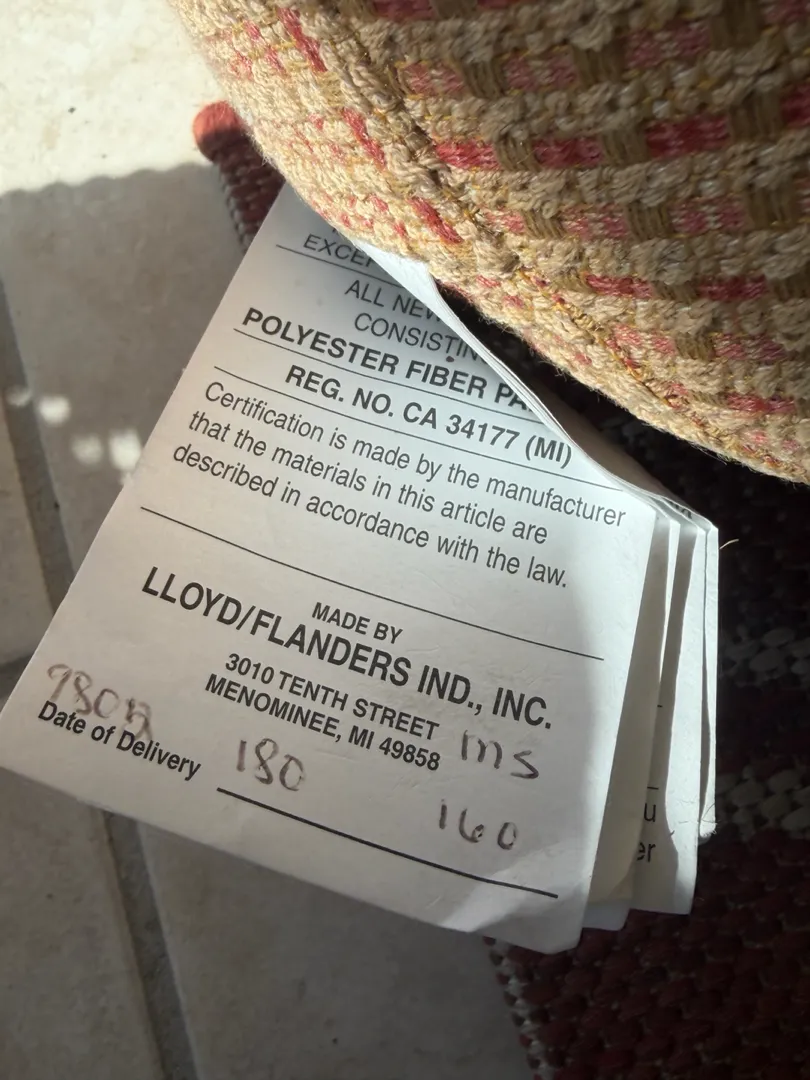 ALL NEW
CONSISTIN
POLYESTER FIBER PA
REG. NO. CA 34177 (MI)
Certification is made by the manufacturer
that the materials in this article are
described in accordance with the law.
MADE BY
LLOYD/FLANDERS IND., INC.
3010 TENTH STREET
MENOMINEE, MI 49858
ms
Date of Delivery
180
160
er